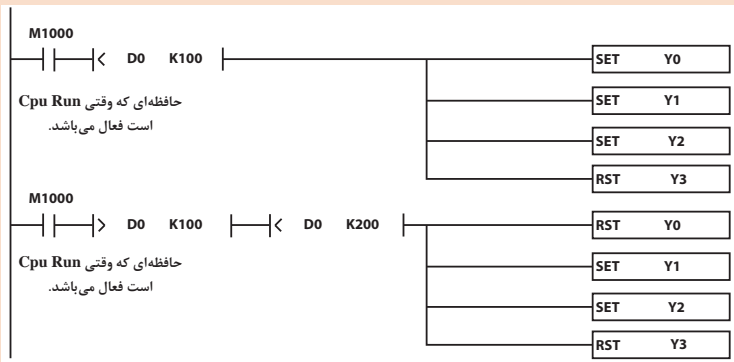 M1000
< D0 K100
SET Y0
حافظه‌ای که وقتی Cpu Run
است فعال می‌باشد.
SET Y1
SET Y2
RST Y3
M1000
> D0 K100 < D0 K200
RST Y0
حافظه‌ای که وقتی Cpu Run
است فعال می‌باشد.
SET Y1
SET Y2
RST Y3